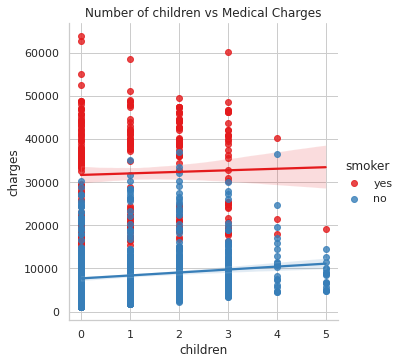 Number of children vs Medical Charges
charges
60000
50000
40000
30000
20000
10000
0
0 1 2 3 4 5
children
smoker
yes
no